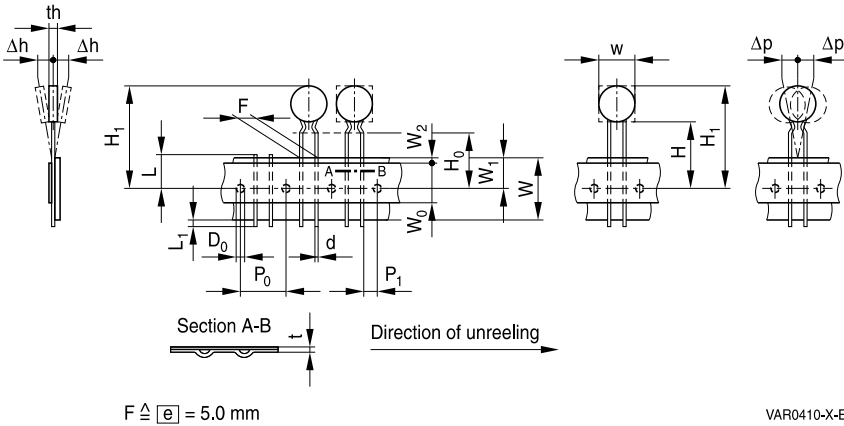 th
Δh Δh
w
Δp Δp
F
H₁
L
L₁
W₂
H₀
W₁
W
W₀
A B
D₀
d
P₀
P₁
H
H₁
Section A-B
t
Direction of unreeling
F ≙ e = 5.0 mm
VAR0410-X-E